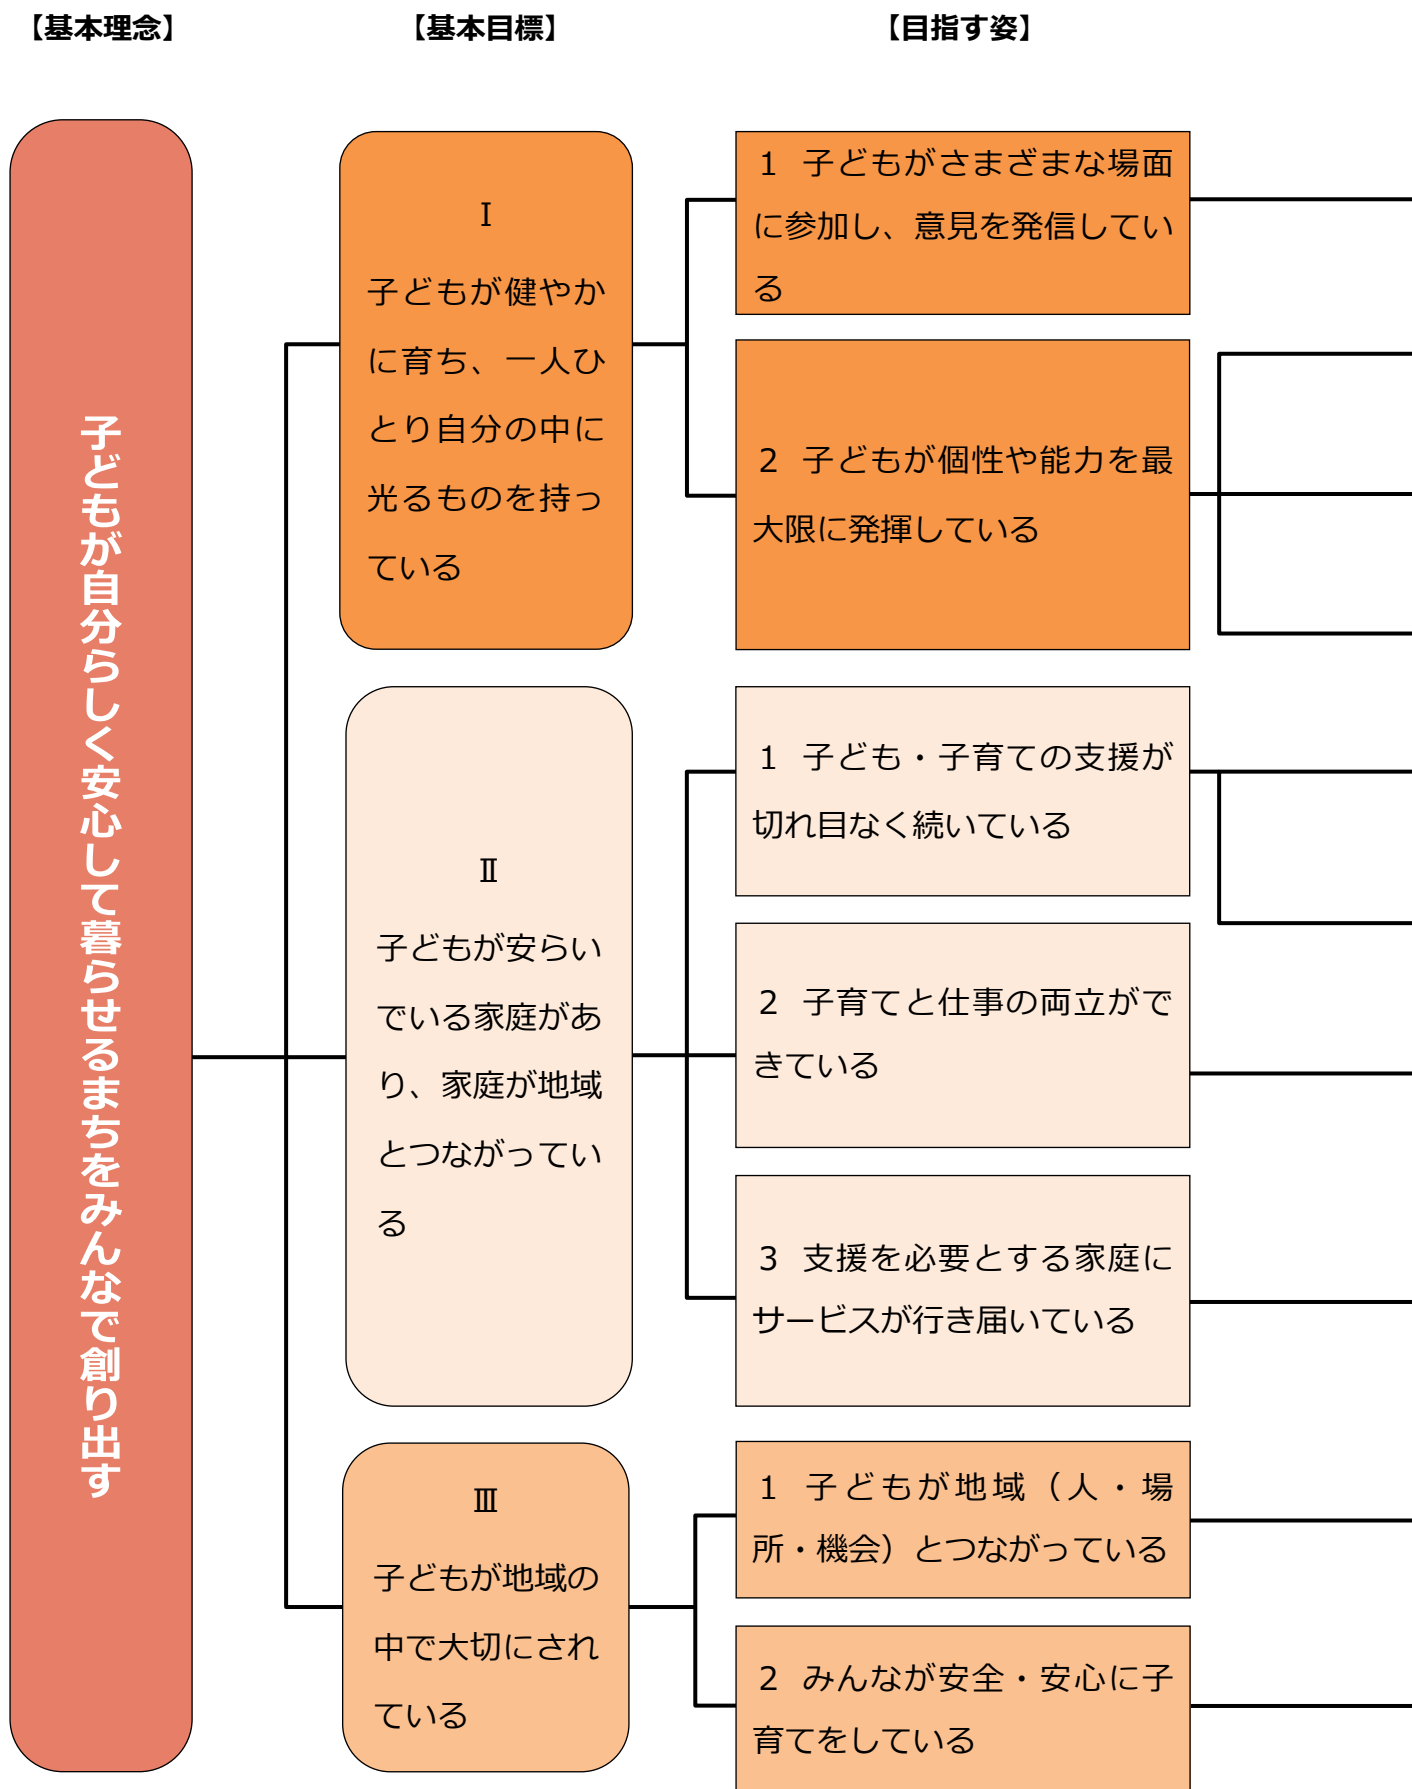 【基本理念】
【基本目標】
【目指す姿】
子どもが自分らしく安心して暮らせるまちをみんなで創り出す
Ⅰ
子どもが健やか
に育ち、一人ひ
とり自分の中に
光るものを持っ
ている
1 子どもがさまざまな場面
に参加し、意見を発信してい
る
2 子どもが個性や能力を最
大限に発揮している
Ⅱ
子どもが安らい
でいる家庭があ
り、家庭が地域
とつながってい
る
1 子ども・子育ての支援が
切れ目なく続いている
2 子育てと仕事の両立がで
きている
3 支援を必要とする家庭に
サービスが行き届いている
Ⅲ
子どもが地域の
中で大切にされ
ている
1 子どもが地域（人・場
所・機会）とつながっている
2 みんなが安全・安心に子
育てをしている